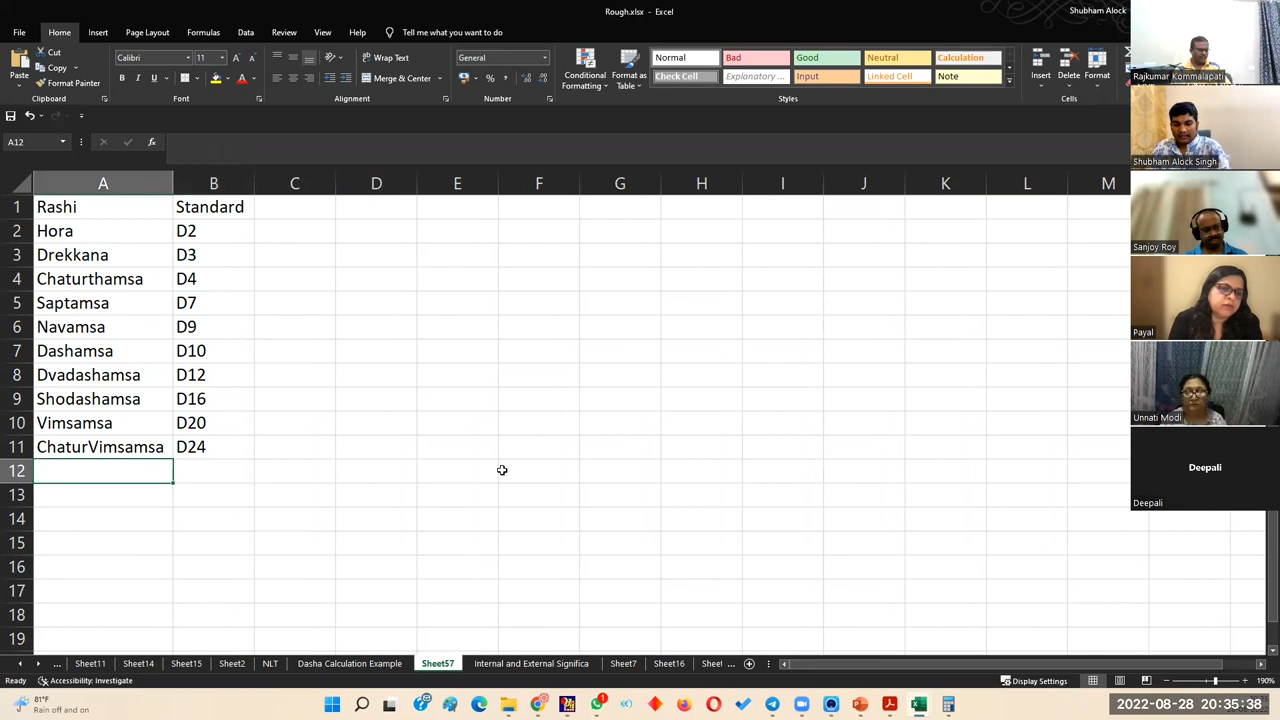 Rough.xlsx - Excel
Shubham Alock
File Home Insert Page Layout Formulas Data Review View Help Tell me what you want to do
Cut
Copy
Format Painter
Paste
Clipboard
Calibri 11
B I U
Font
Wrap Text
Merge & Center
Alignment
General
Number
Conditional Formatting
Format as Table
Normal Bad Good Neutral Calculation
Check Cell Explanatory ... Input Linked Cell Note
Styles
Insert Delete Format
Cells
A12
A B C D E F G H I J K L M
1 Rashi Standard
2 Hora D2
3 Drekkana D3
4 Chaturthamsa D4
5 Saptamsa D7
6 Navamsa D9
7 Dashamsa D10
8 Dvadashamsa D12
9 Shodashamsa D16
10 Vimsamsa D20
11 ChaturVimsamsa D24
12
13
14
15
16
17
18
19
Rajkumar Kommalapati
Shubham Alock Singh
Sanjoy Roy
Payal
Unnati Modi
Deepali
Deepali
... Sheet11 Sheet14 Sheet15 Sheet2 NLT Dasha Calculation Example Sheet57 Internal and External Significa Sheet7 Sheet16 Sheel ...
Ready Accessibility: Investigate Display Settings 190%
81°F
Rain off and on
1
2022-08-28 20:35:38